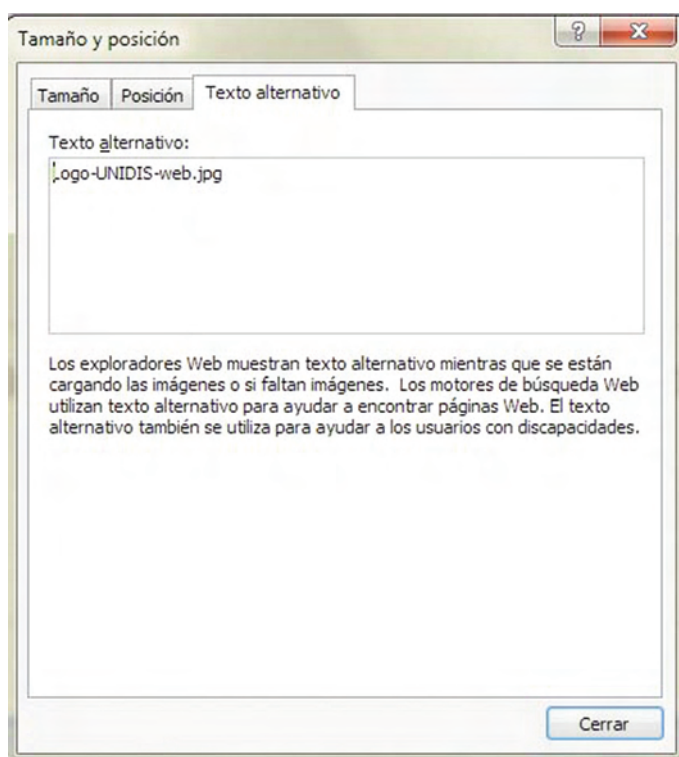 Tamaño y posición
Tamaño Posición Texto alternativo
Texto alternativo:
Logo-UNIDIS-web.jpg
Los exploradores Web muestran texto alternativo mientras que se están
cargando las imágenes o si faltan imágenes. Los motores de búsqueda Web
utilizan texto alternativo para ayudar a encontrar páginas Web. El texto
alternativo también se utiliza para ayudar a los usuarios con discapacidades.
Cerrar